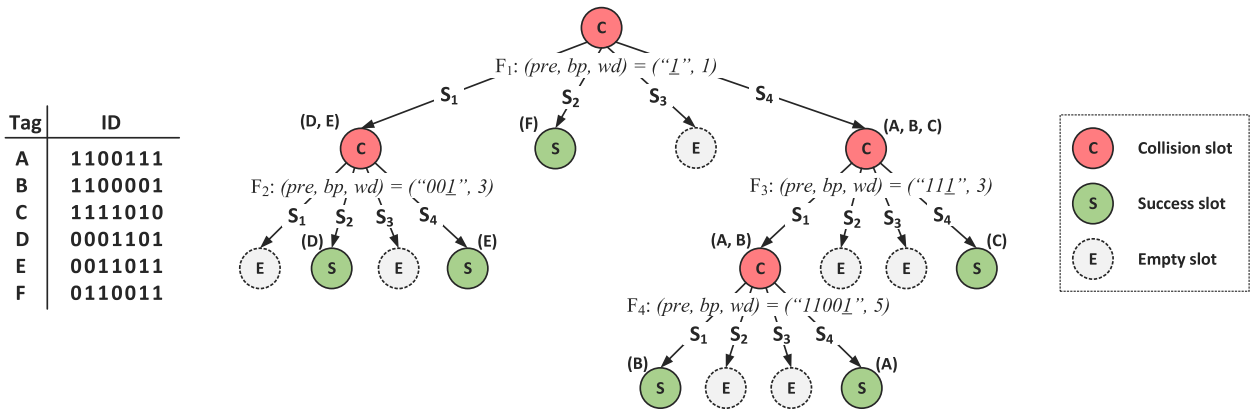 C
F₁: (pre, bp, wd) = ("1", 1)
S₁ S₂ S₃ S₄
Tag ID
A 1100111
B 1100001
C 1111010
D 0001101
E 0011011
F 0110011
(D, E) (F) (A, B, C)
C S E C
F₂: (pre, bp, wd) = ("001", 3) F₃: (pre, bp, wd) = ("111", 3)
S₁ S₂ S₃ S₄ S₁ S₂ S₃ S₄
(D) (E) (A, B) (C)
E S E S C E E S
F₄: (pre, bp, wd) = ("11001", 5)
S₁ S₂ S₃ S₄
(B) (A)
S E E S
C Collision slot
S Success slot
E Empty slot